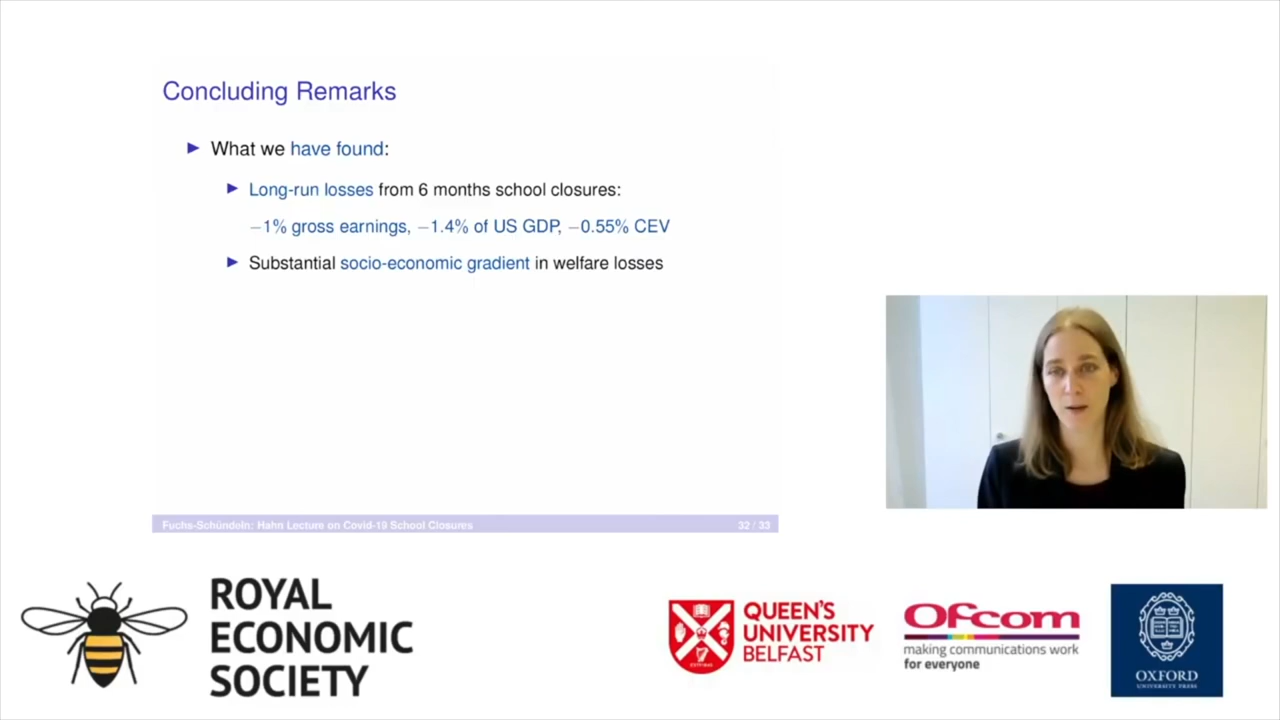 Concluding Remarks
▶ What we have found:
▶ Long-run losses from 6 months school closures:
−1% gross earnings, −1.4% of US GDP, −0.55% CEV
▶ Substantial socio-economic gradient in welfare losses
Fuchs-Schündeln: Hahn Lecture on Covid-19 School Closures 32 / 33
ROYAL
ECONOMIC
SOCIETY
QUEEN'S
UNIVERSITY
BELFAST
Ofcom
making communications work
for everyone
OXFORD
UNIVERSITY PRESS